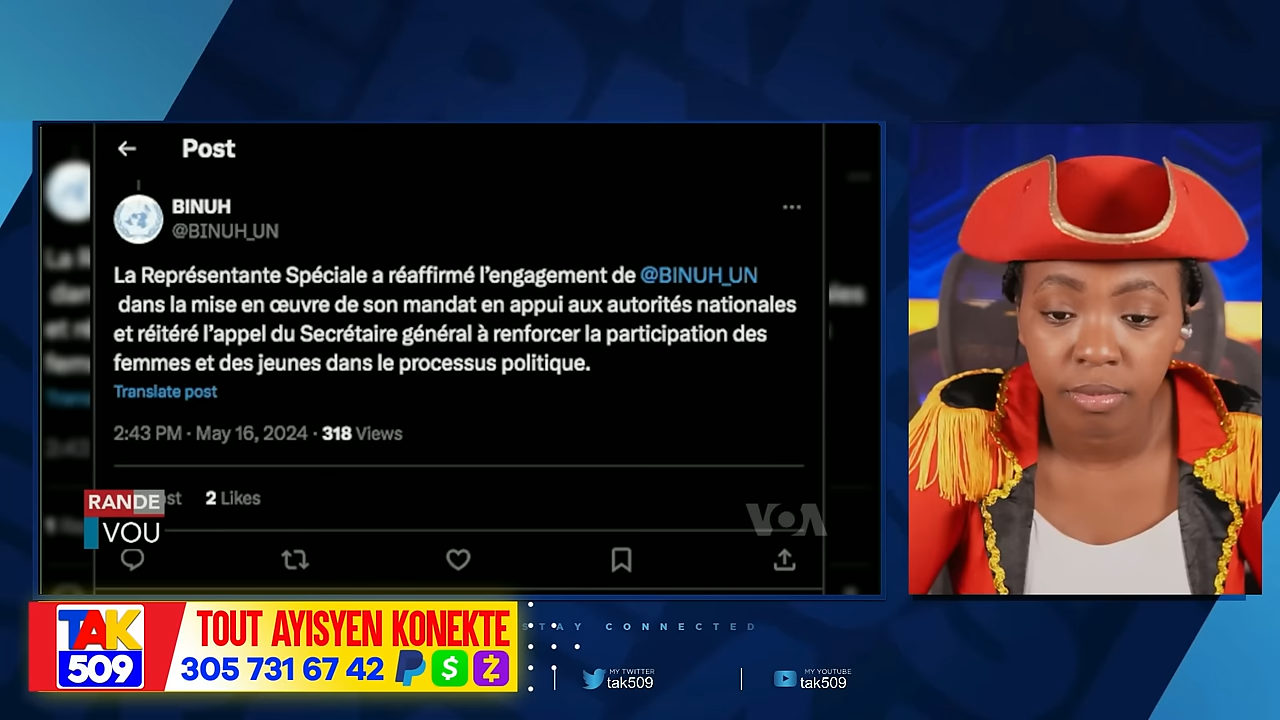 Post
BINUH
@BINUH_UN
La Représentante Spéciale a réaffirmé l'engagement de @BINUH_UN
dans la mise en œuvre de son mandat en appui aux autorités nationales
et réitéré l'appel du Secrétaire général à renforcer la participation des
femmes et des jeunes dans le processus politique.
Translate post
2:43 PM · May 16, 2024 · 318 Views
2 Likes
RANDE
VOU
VOA
TAK
509
TOUT AYISYEN KONEKTE
305 731 67 42
STAY CONNECTED
MY TWITTER
tak509
MY YOUTUBE
tak509